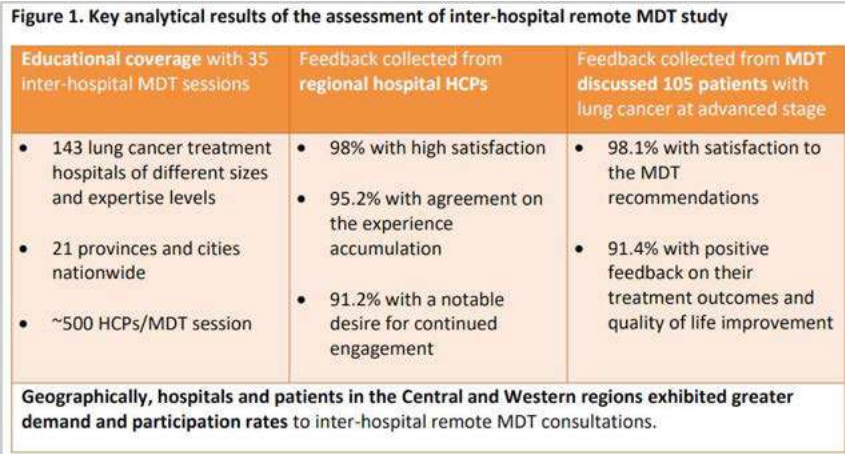 Figure 1. Key analytical results of the assessment of inter-hospital remote MDT study
Educational coverage with 35
inter-hospital MDT sessions
Feedback collected from
regional hospital HCPs
Feedback collected from MDT
discussed 105 patients with
lung cancer at advanced stage
• 143 lung cancer treatment
hospitals of different sizes
and expertise levels
• 21 provinces and cities
nationwide
• ~500 HCPs/MDT session
• 98% with high satisfaction
• 95.2% with agreement on
the experience
accumulation
• 91.2% with a notable
desire for continued
engagement
• 98.1% with satisfaction to
the MDT
recommendations
• 91.4% with positive
feedback on their
treatment outcomes and
quality of life improvement
Geographically, hospitals and patients in the Central and Western regions exhibited greater
demand and participation rates to inter-hospital remote MDT consultations.